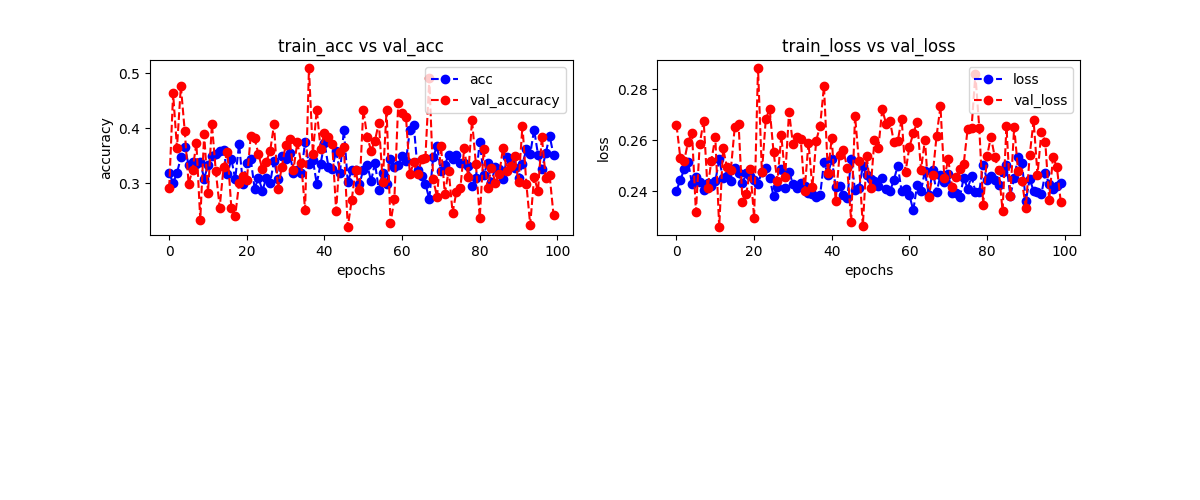 train_acc vs val_acc
0.5
0.4
0.3
accuracy
acc
val_accuracy
0 20 40 60 80 100
epochs
train_loss vs val_loss
0.28
0.26
0.24
loss
loss
val_loss
0 20 40 60 80 100
epochs